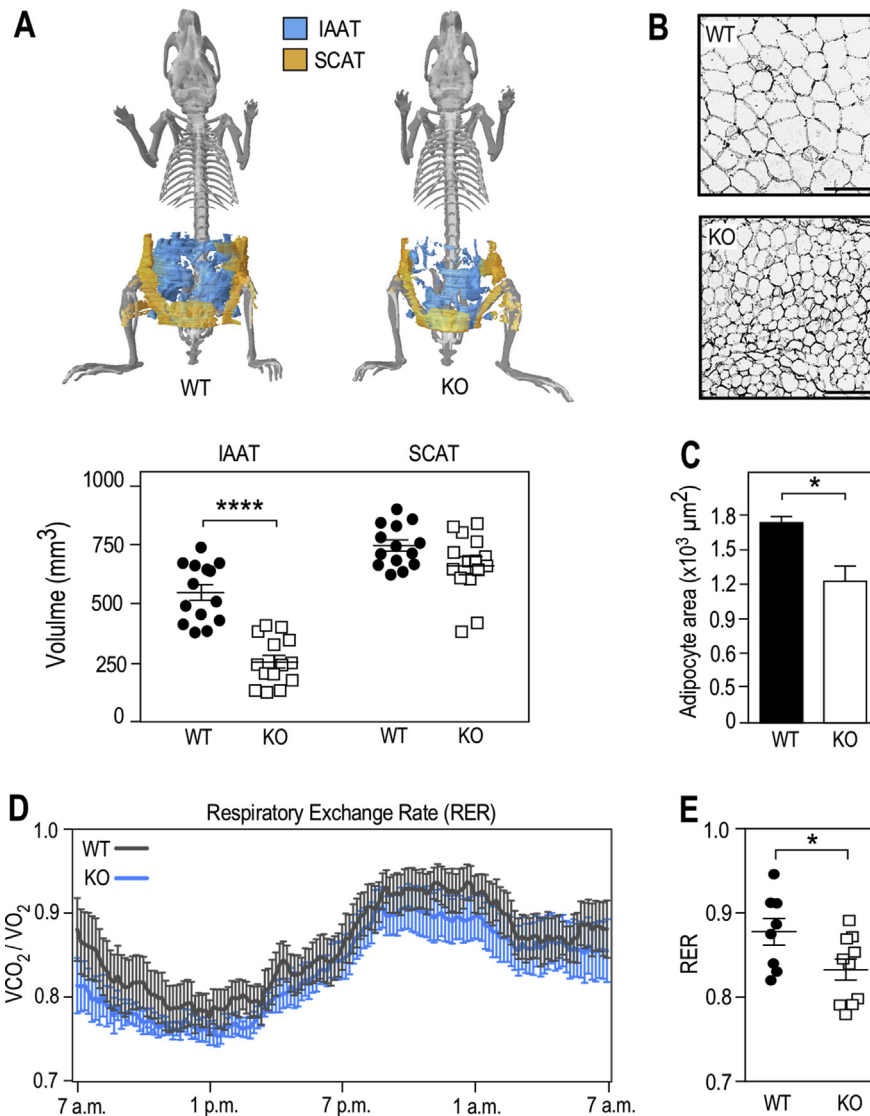 A
IAAT
SCAT
WT
KO
B
WT
KO
IAAT SCAT
Volulme (mm³)
1000
750
500
250
0
****
WT KO WT KO
C
Adipocyte area (x10³ µm²)
1.8
1.5
1.2
0.9
0.6
0.5
0
*
WT KO
D
Respiratory Exchange Rate (RER)
WT
KO
VCO₂ / VO₂
1.0
0.9
0.8
0.7
7 a.m. 1 p.m. 7 p.m. 1 a.m. 7 a.m.
E
RER
1.0
0.9
0.8
0.7
*
WT KO